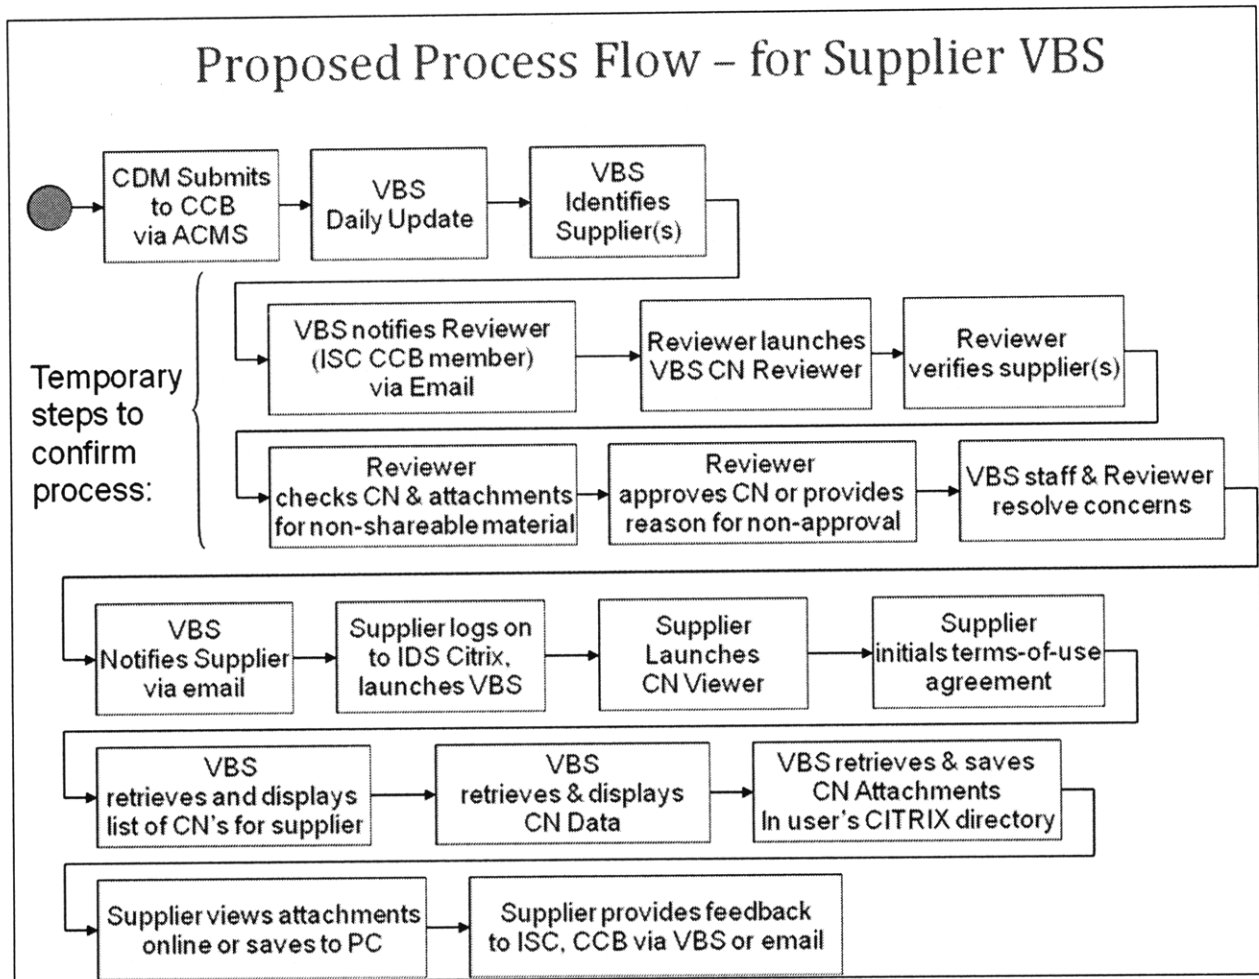 Proposed Process Flow – for Supplier VBS
CDM Submits
to CCB
via ACMS
VBS
Daily Update
VBS
Identifies
Supplier(s)
Temporary
steps to
confirm
process:
VBS notifies Reviewer
(ISC CCB member)
via Email
Reviewer launches
VBS CN Reviewer
Reviewer
verifies supplier(s)
Reviewer
checks CN & attachments
for non-shareable material
Reviewer
approves CN or provides
reason for non-approval
VBS staff & Reviewer
resolve concerns
VBS
Notifies Supplier
via email
Supplier logs on
to IDS Citrix,
launches VBS
Supplier
Launches
CN Viewer
Supplier
initials terms-of-use
agreement
VBS
retrieves and displays
list of CN's for supplier
VBS
retrieves & displays
CN Data
VBS retrieves & saves
CN Attachments
In user's CITRIX directory
Supplier views attachments
online or saves to PC
Supplier provides feedback
to ISC, CCB via VBS or email